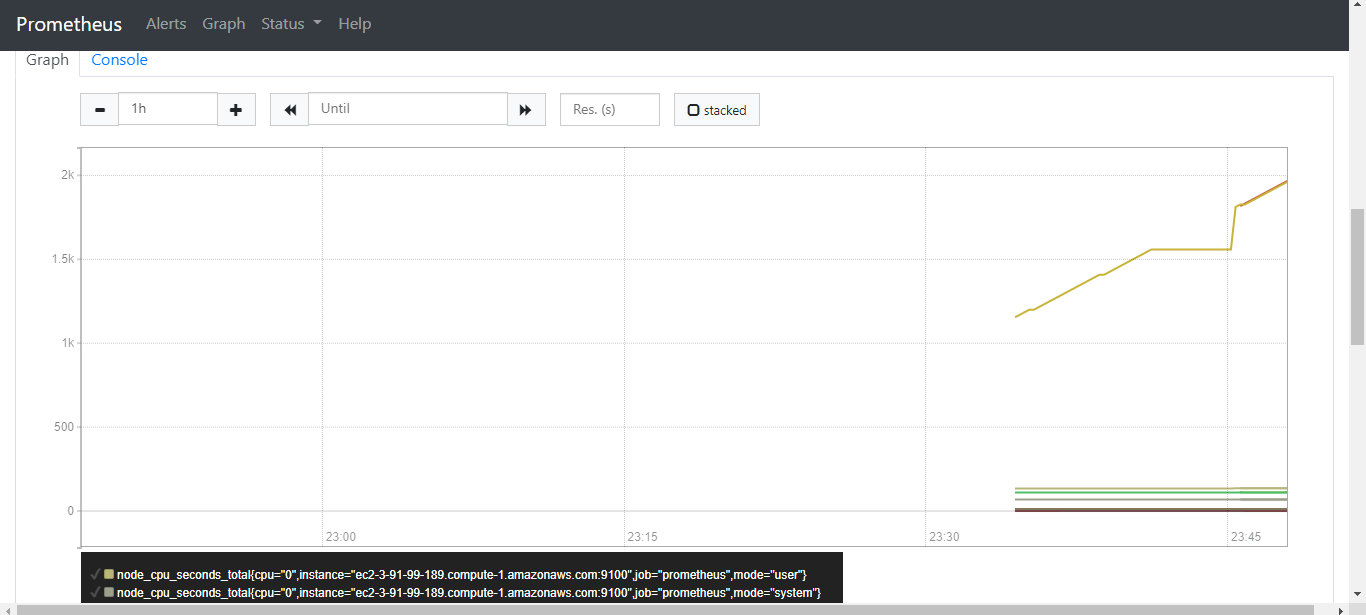 Prometheus Alerts Graph Status Help
Graph Console
1h Until Res. (s) stacked
2k
1.5k
1k
500
0
23:00 23:15 23:30 23:45
node_cpu_seconds_total{cpu="0",instance="ec2-3-91-99-189.compute-1.amazonaws.com:9100",job="prometheus",mode="user"}
node_cpu_seconds_total{cpu="0",instance="ec2-3-91-99-189.compute-1.amazonaws.com:9100",job="prometheus",mode="system"}